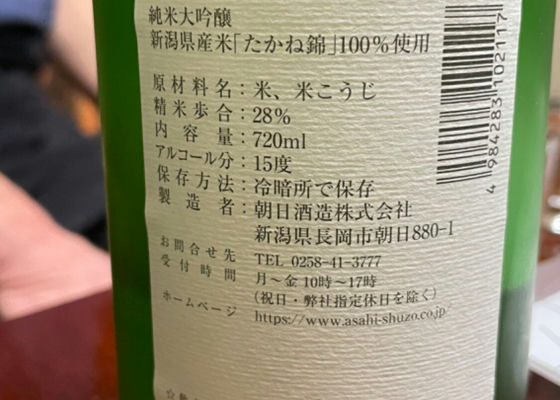 純米大吟醸
新潟県産米「たかね錦」100%使用
原材料名：米、米こうじ
精米歩合：28%
内容量：720ml
アルコール分：15度
保存方法：冷暗所で保存
製造者：朝日酒造株式会社
新潟県長岡市朝日880-1
お問合せ先 TEL 0258-41-3777
受付時間 月～金 10時～17時
(祝日・弊社指定休日を除く)
ホームページ https://www.asahi-shuzo.co.jp/
4 984283 102117